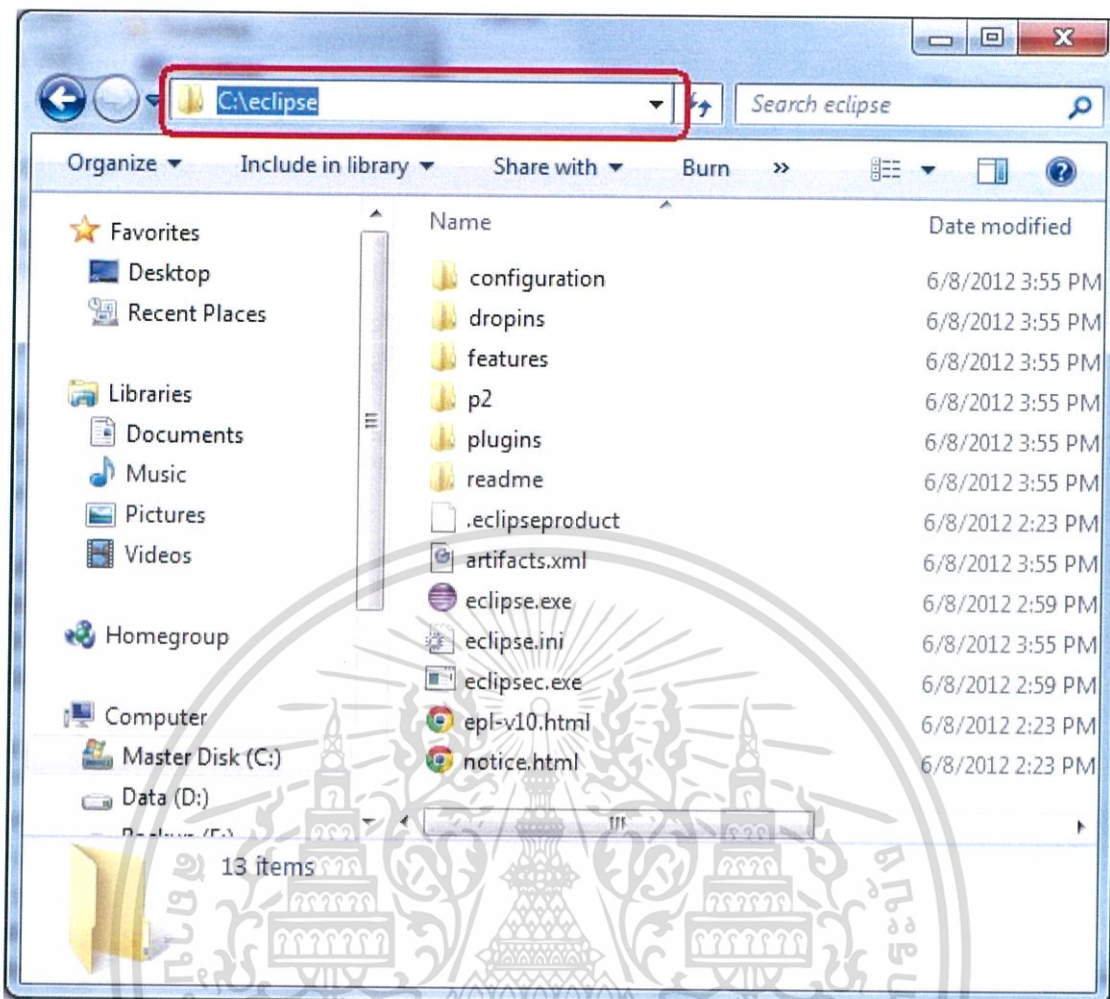 C:\eclipse
Search eclipse
Organize
Include in library
Share with
Burn
»
Favorites
Desktop
Recent Places
Libraries
Documents
Music
Pictures
Videos
Homegroup
Computer
Master Disk (C:)
Data (D:)
Name
Date modified
configuration 6/8/2012 3:55 PM
dropins 6/8/2012 3:55 PM
features 6/8/2012 3:55 PM
p2 6/8/2012 3:55 PM
plugins 6/8/2012 3:55 PM
readme 6/8/2012 3:55 PM
.eclipseproduct 6/8/2012 2:23 PM
artifacts.xml 6/8/2012 3:55 PM
eclipse.exe 6/8/2012 2:59 PM
eclipse.ini 6/8/2012 3:55 PM
eclipsec.exe 6/8/2012 2:59 PM
epl-v10.html 6/8/2012 2:23 PM
notice.html 6/8/2012 2:23 PM
13 items